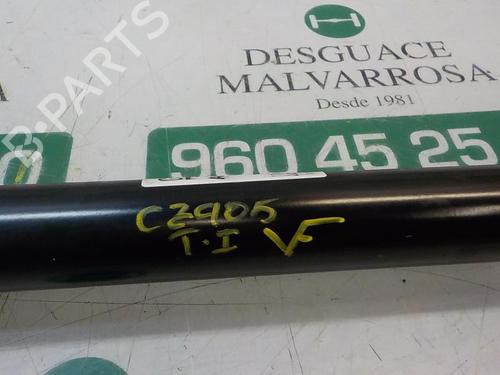 B-PARTS
DESGUACE
MALVARROSA
Desde 1981
960 45 25
CZ905
T.I VF